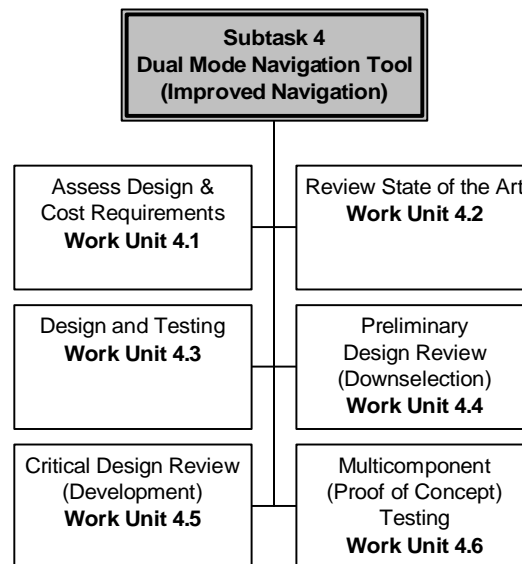 Subtask 4
Dual Mode Navigation Tool
(Improved Navigation)
Assess Design &
Cost Requirements
Work Unit 4.1
Review State of the Art
Work Unit 4.2
Design and Testing
Work Unit 4.3
Preliminary
Design Review
(Downselection)
Work Unit 4.4
Critical Design Review
(Development)
Work Unit 4.5
Multicomponent
(Proof of Concept)
Testing
Work Unit 4.6